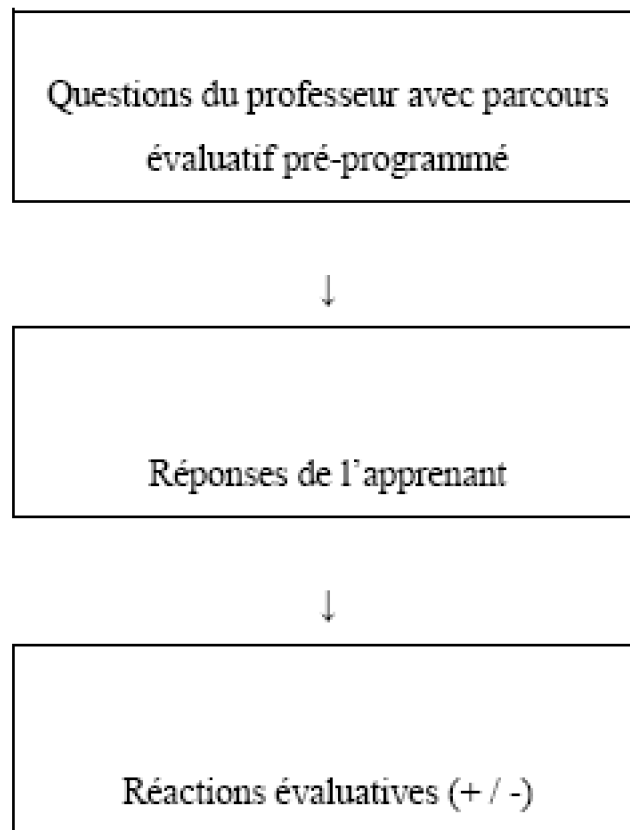 Questions du professeur avec parcours
évaluatif pré-programmé
↓
Réponses de l’apprenant
↓
Réactions évaluatives (+ / -)